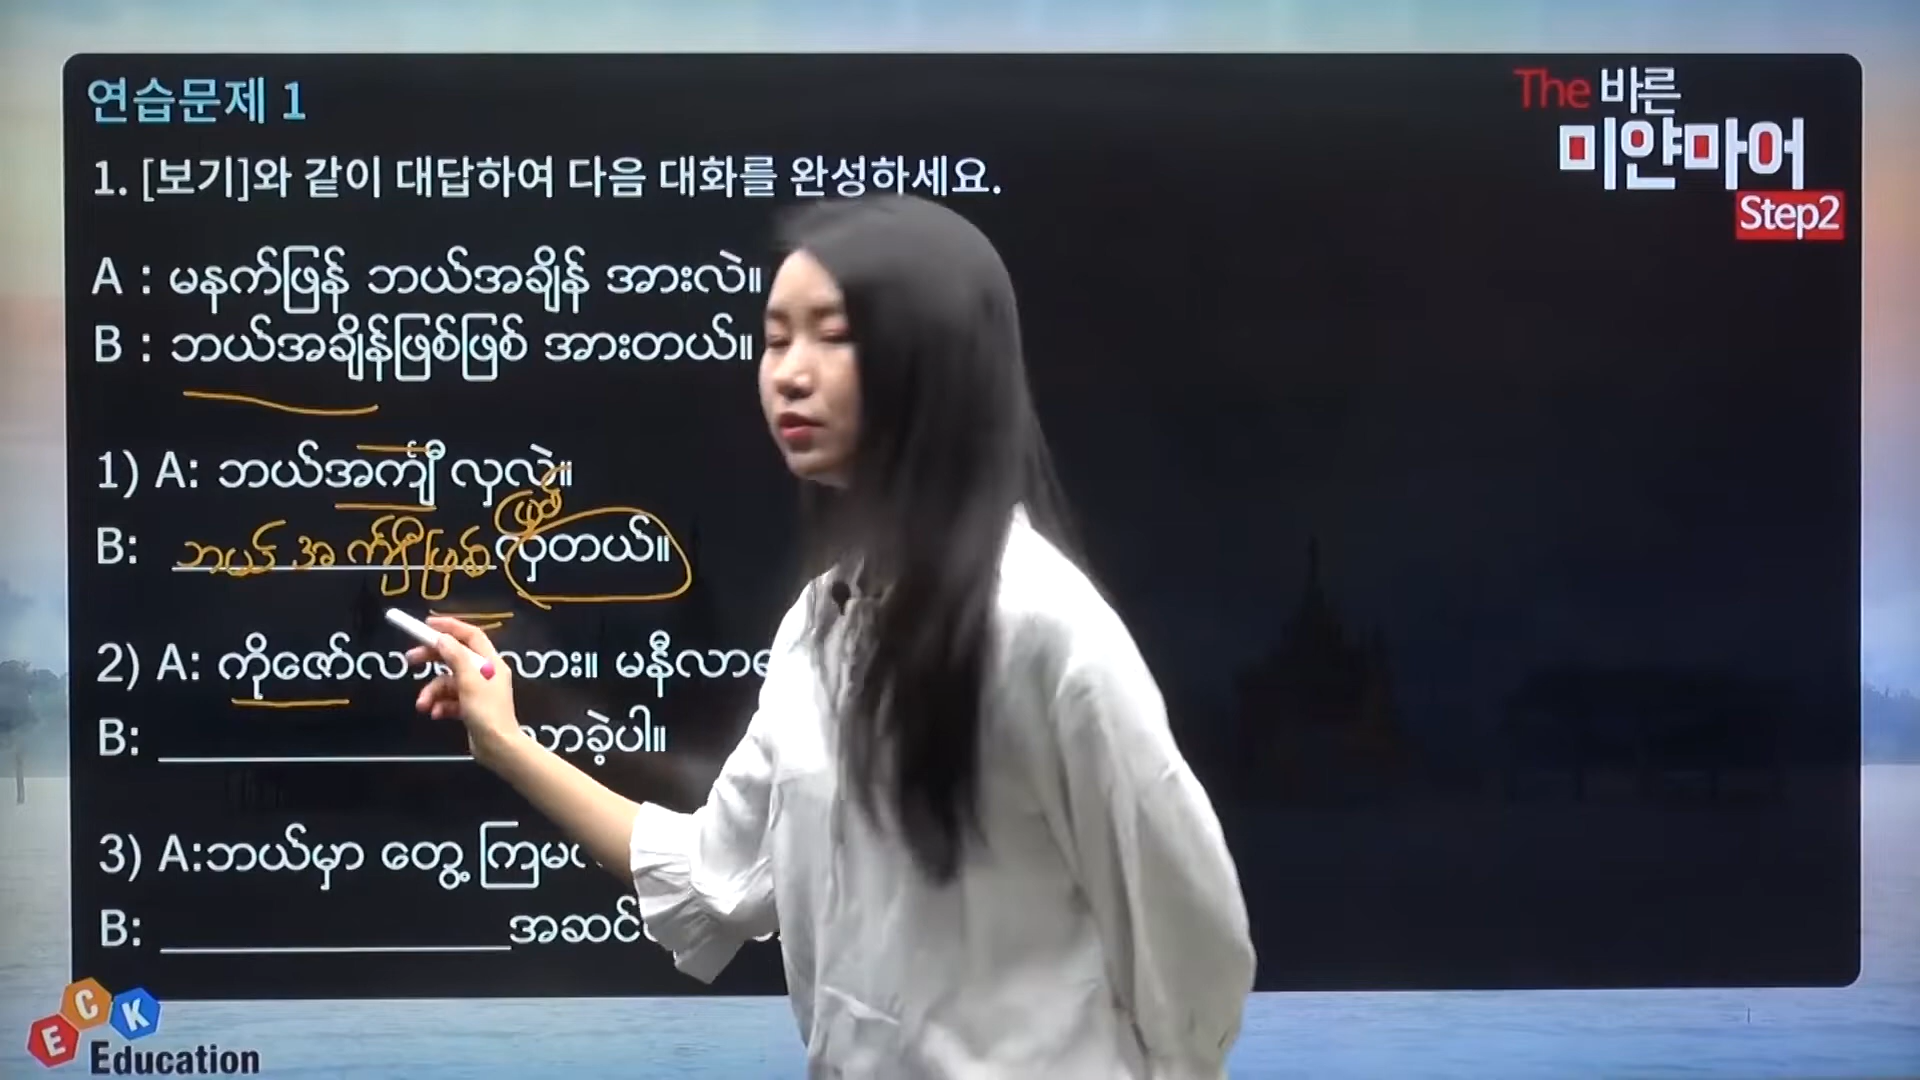 연습문제 1
The 바른
미얀마어
Step2
1. [보기]와 같이 대답하여 다음 대화를 완성하세요.
A : မနက်ဖြန် ဘယ်အချိန် အားလဲ။
B : ဘယ်အချိန်ဖြစ်ဖြစ် အားတယ်။
1) A: ဘယ်အင်္ကျီ လှလဲ။
B: ဘယ်အင်္ကျီဖြစ်ဖြစ် လှတယ်။
2) A: ကိုဇော် လား။
B: လာခဲ့ပါ။
3) A:ဘယ်မှာ တွေ့
B:
ECK
Education